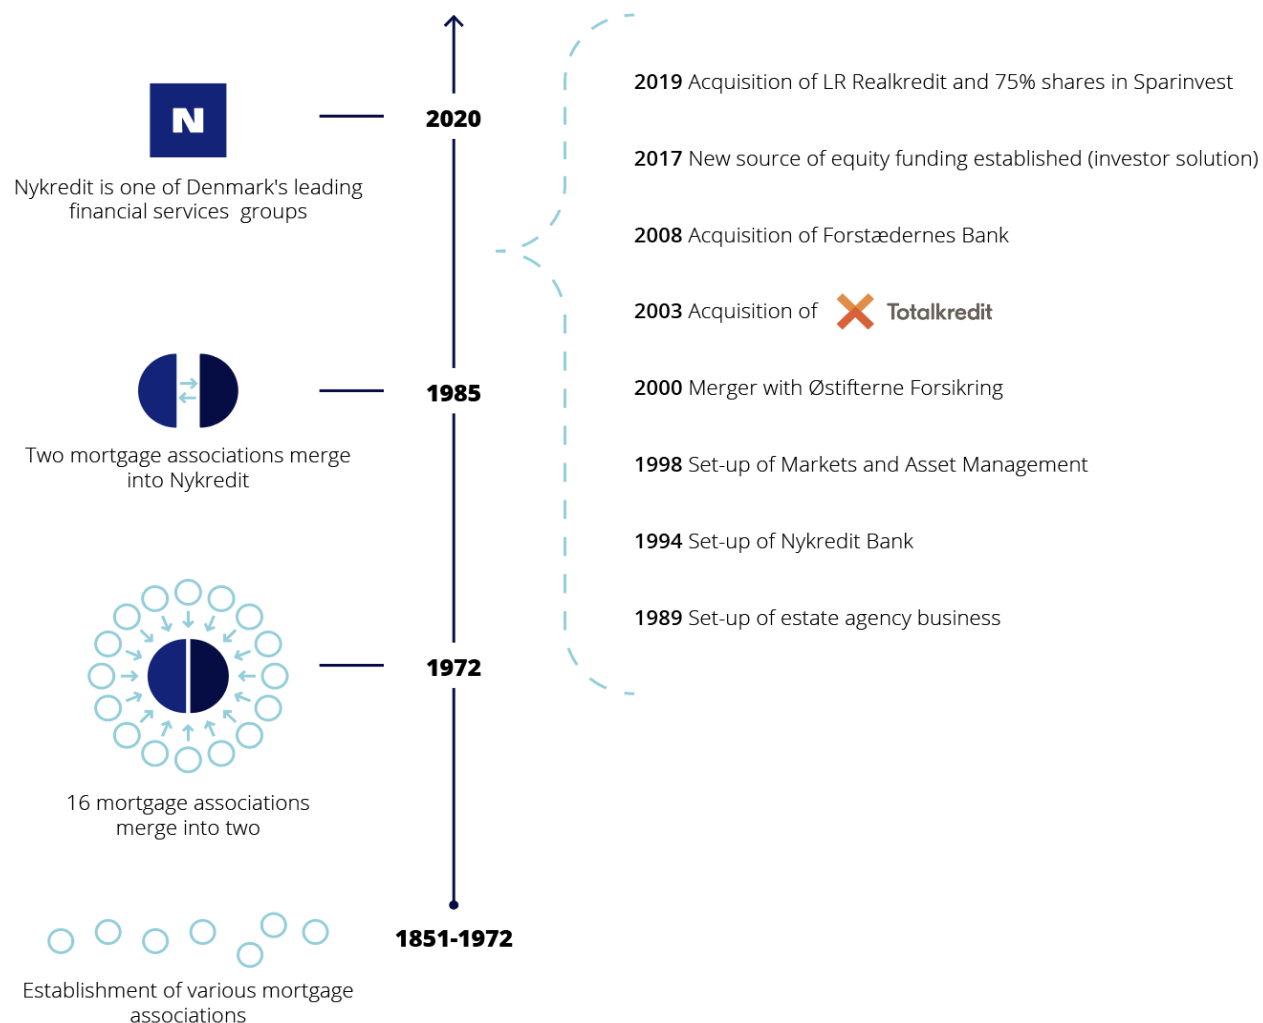 N
2020
Nykredit is one of Denmark's leading
financial services groups
1985
Two mortgage associations merge
into Nykredit
1972
16 mortgage associations
merge into two
1851-1972
Establishment of various mortgage
associations
2019 Acquisition of LR Realkredit and 75% shares in Sparinvest
2017 New source of equity funding established (investor solution)
2008 Acquisition of Forstædernes Bank
2003 Acquisition of Totalkredit
2000 Merger with Østifterne Forsikring
1998 Set-up of Markets and Asset Management
1994 Set-up of Nykredit Bank
1989 Set-up of estate agency business